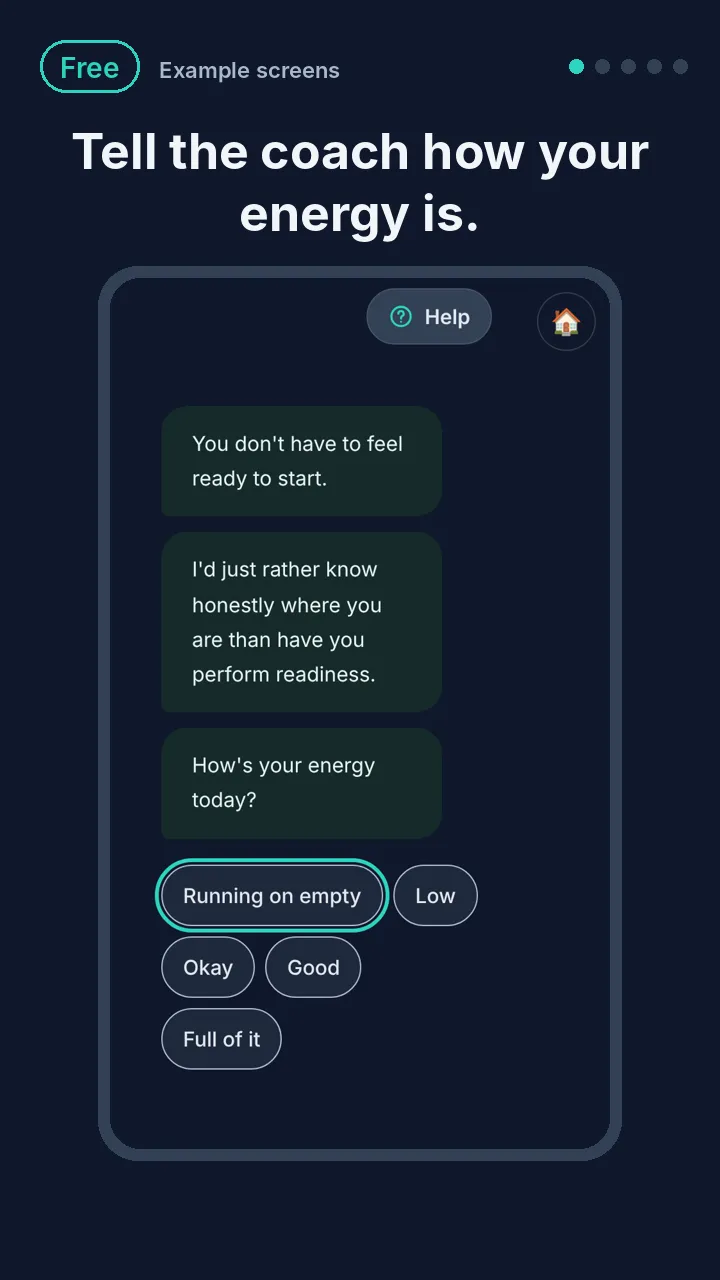 Free
Example screens
Tell the coach how your
energy is.
Help
You don't have to feel
ready to start.
I'd just rather know
honestly where you
are than have you
perform readiness.
How's your energy
today?
Running on empty
Low
Okay
Good
Full of it